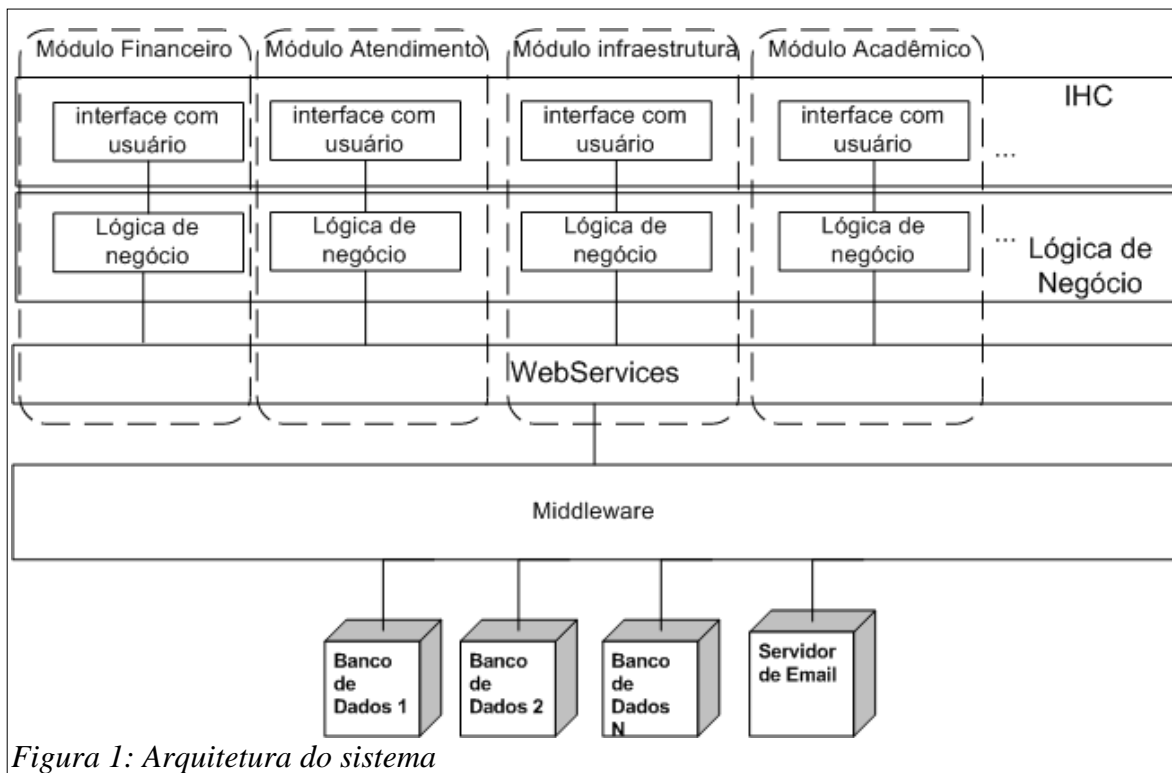 Módulo Financeiro
Módulo Atendimento
Módulo infraestrutura
Módulo Acadêmico
IHC
interface com
usuário
interface com
usuário
interface com
usuário
interface com
usuário
...
Lógica de
negócio
Lógica de
negócio
Lógica de
negócio
Lógica de
negócio
...
Lógica de
Negócio
WebServices
Middleware
Banco
de
Dados 1
Banco
de
Dados 2
Banco
de
Dados
N
Servidor
de Email
Figura 1: Arquitetura do sistema